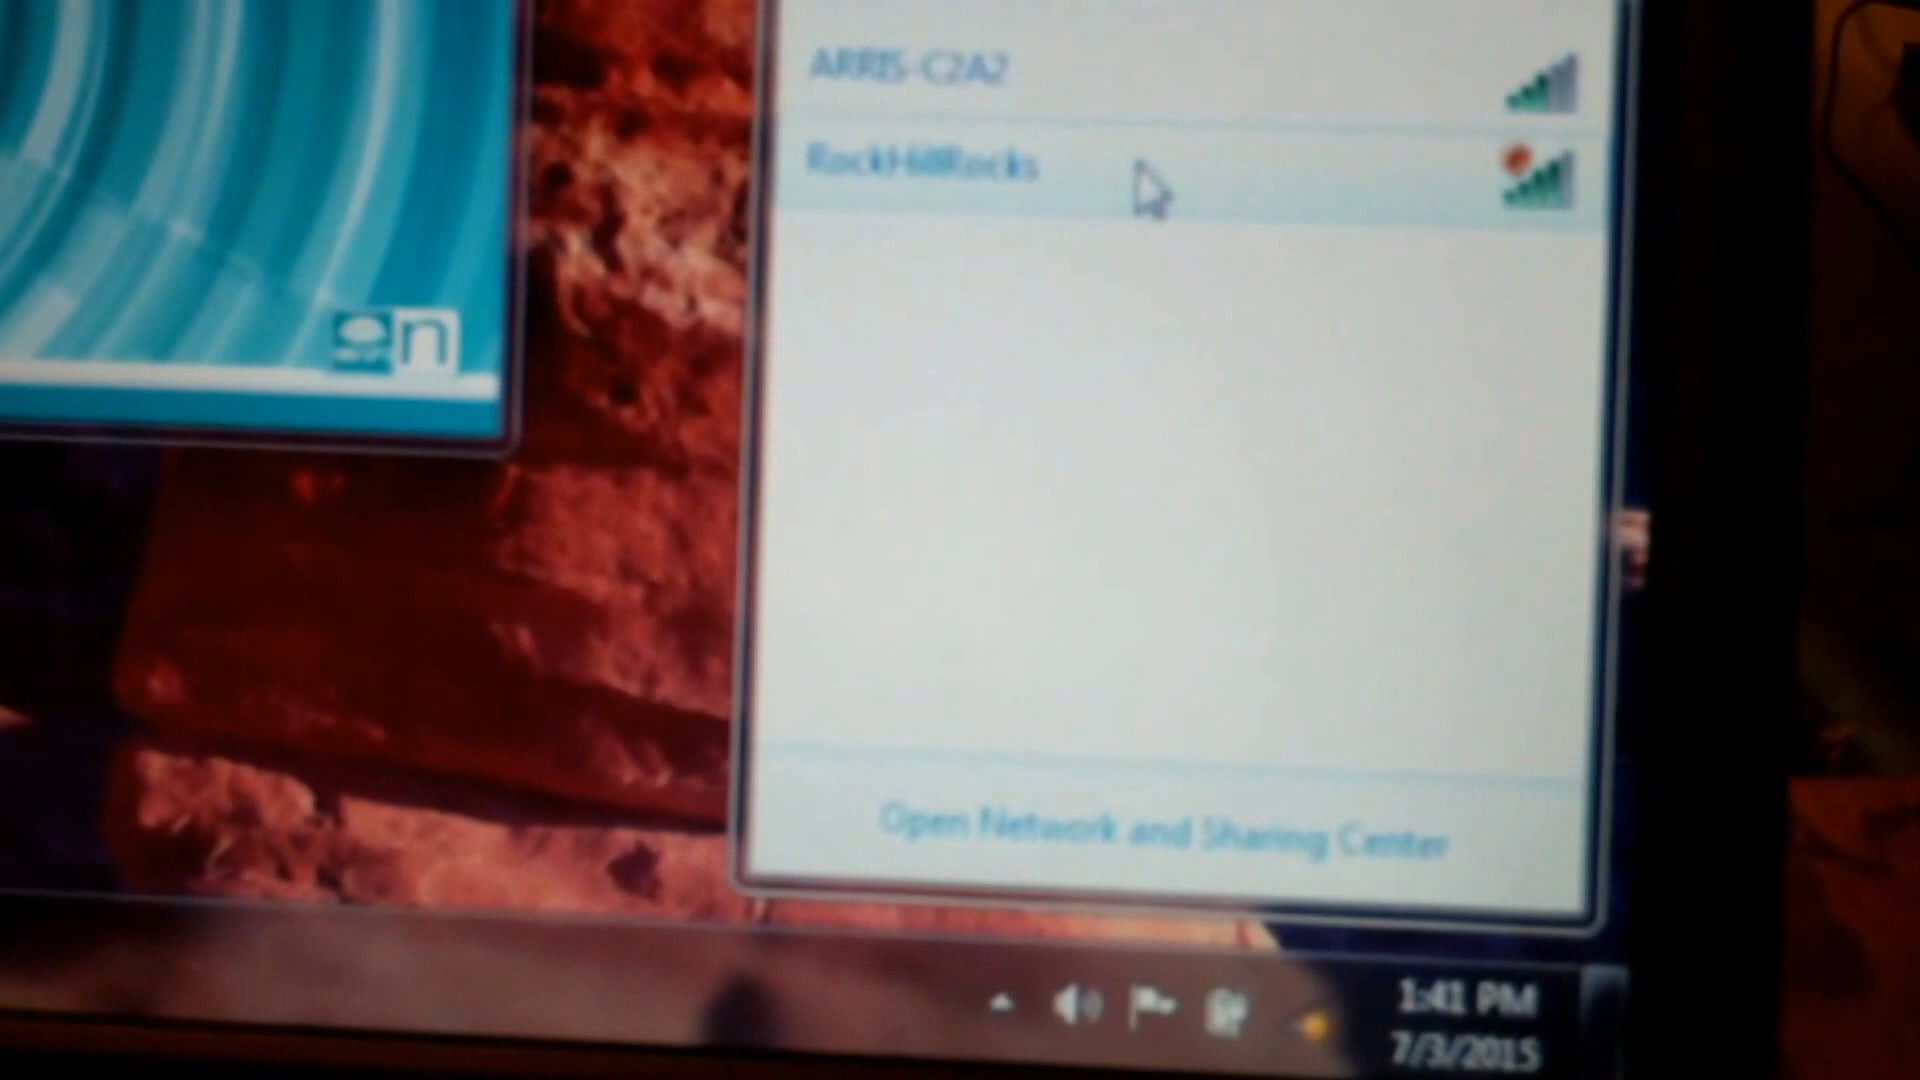 ARRIS-C2A2
RockHillRocks
n
Open Network and Sharing Center
1:41 PM
7/3/2015